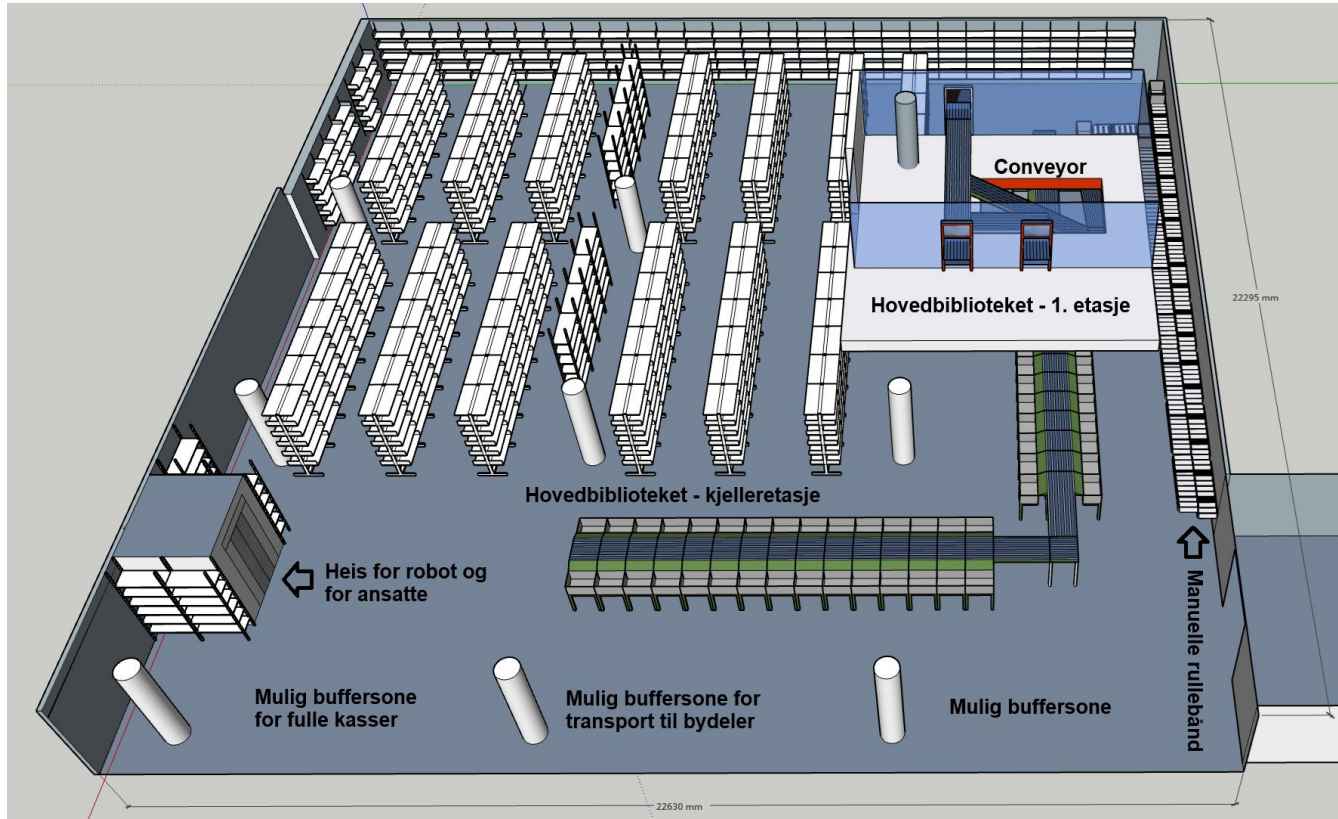 Conveyor
Hovedbiblioteket - 1. etasje
22295 mm
Hovedbiblioteket - kjelleretasje
Heis for robot og
for ansatte
Manuelle rullebånd
Mulig buffersone
for fulle kasser
Mulig buffersone for
transport til bydeler
Mulig buffersone
22630 mm